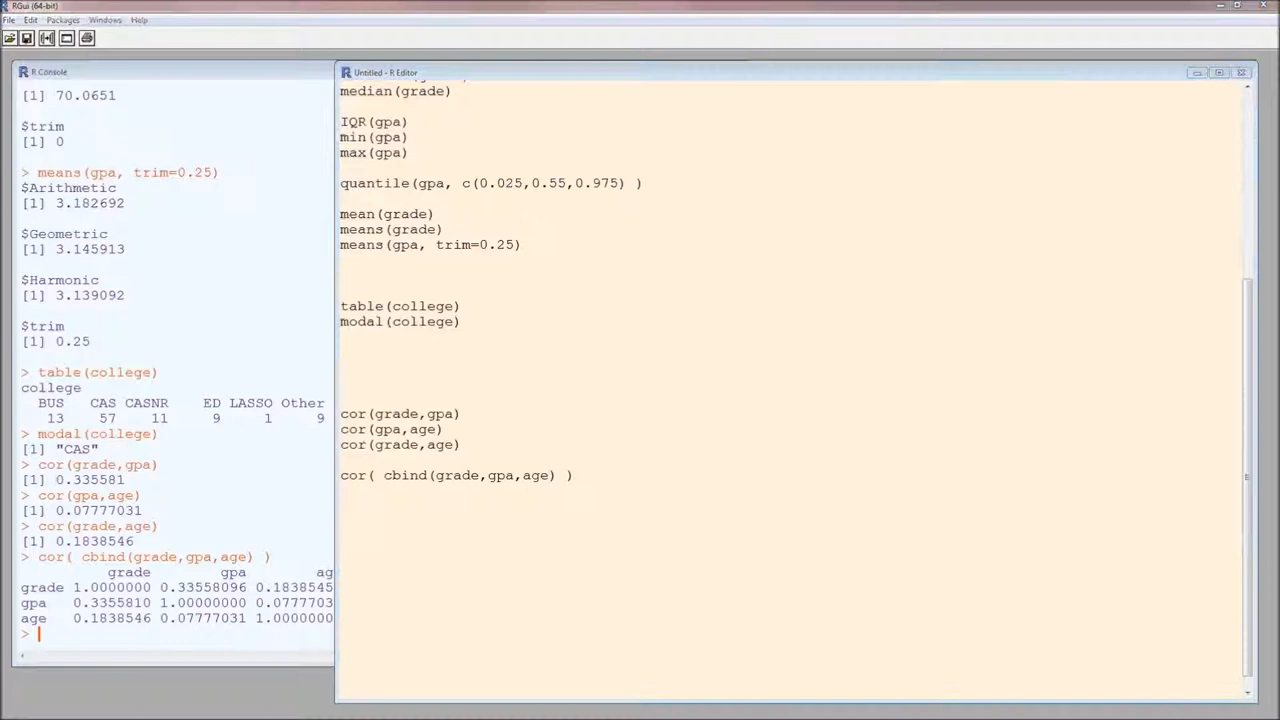 RGui (64-bit)
File Edit Packages Windows Help
R Console
[1] 70.0651
$trim
[1] 0
> means(gpa, trim=0.25)
$Arithmetic
[1] 3.182692
$Geometric
[1] 3.145913
$Harmonic
[1] 3.139092
$trim
[1] 0.25
> table(college)
college
BUS CAS CASNR ED LASSO Other
13 57 11 9 1 9
> modal(college)
[1] "CAS"
> cor(grade,gpa)
[1] 0.335581
> cor(gpa,age)
[1] 0.07777031
> cor(grade,age)
[1] 0.1838546
> cor( cbind(grade,gpa,age) )
grade gpa ag
grade 1.0000000 0.33558096 0.1838545
gpa 0.3355810 1.00000000 0.0777703
age 0.1838546 0.07777031 1.0000000
>
Untitled - R Editor
median(grade)
IQR(gpa)
min(gpa)
max(gpa)
quantile(gpa, c(0.025,0.55,0.975) )
mean(grade)
means(grade)
means(gpa, trim=0.25)
table(college)
modal(college)
cor(grade,gpa)
cor(gpa,age)
cor(grade,age)
cor( cbind(grade,gpa,age) )